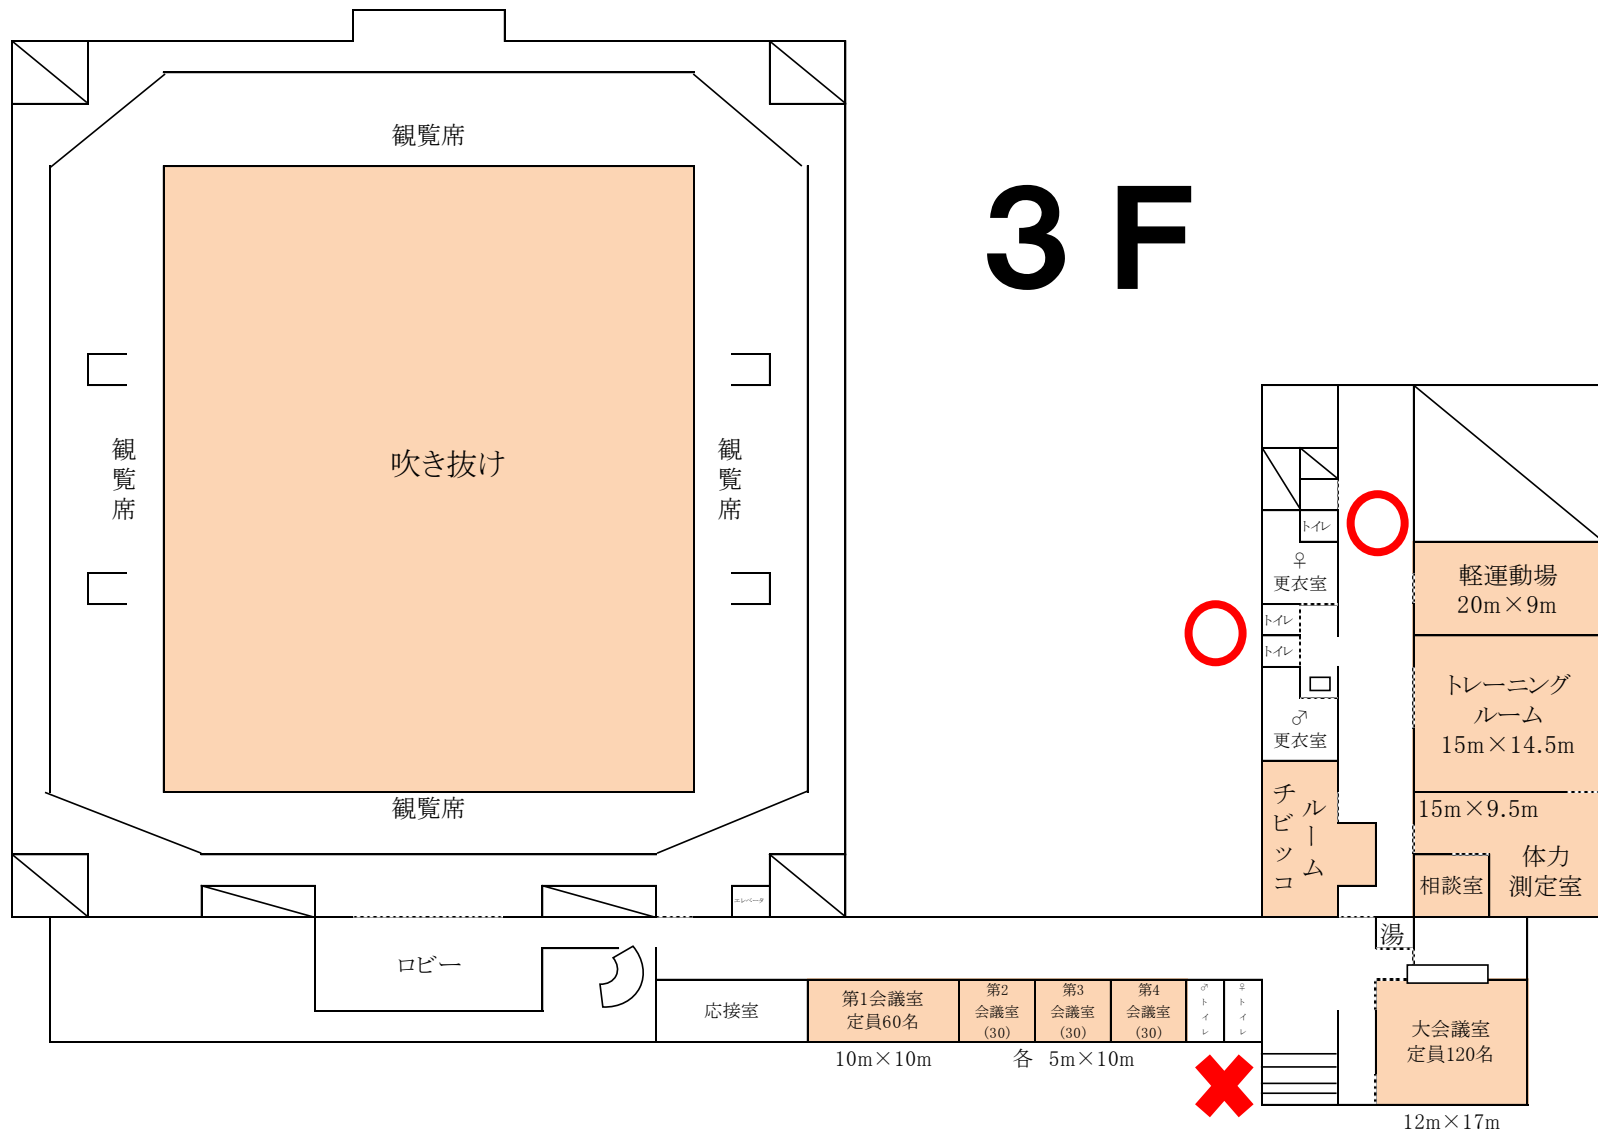 ３Ｆ
観覧席
観覧席
吹き抜け
観覧席
観覧席
トイレ
♀
更衣室
トイレ
トイレ
♂
更衣室
チビッコ
ルーム
軽運動場
20m×9m
トレーニング
ルーム
15m×14.5m
15m×9.5m
体力
測定室
相談室
エレベータ
ロビー
湯
応接室
第1会議室
定員60名
第2
会議室
(30)
第3
会議室
(30)
第4
会議室
(30)
♂トイレ
♀トイレ
大会議室
定員120名
10m×10m
各 5m×10m
12m×17m